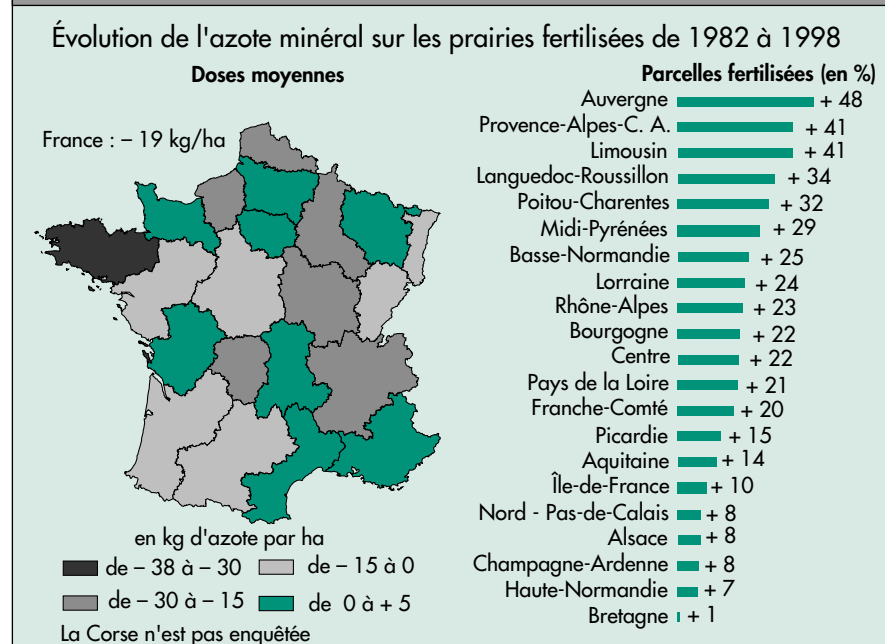 Évolution de l'azote minéral sur les prairies fertilisées de 1982 à 1998
Doses moyennes
France : – 19 kg/ha
en kg d'azote par ha
de – 38 à – 30
de – 15 à 0
de – 30 à – 15
de 0 à + 5
La Corse n'est pas enquêtée
Parcelles fertilisées (en %)
Auvergne + 48
Provence-Alpes-C. A. + 41
Limousin + 41
Languedoc-Roussillon + 34
Poitou-Charentes + 32
Midi-Pyrénées + 29
Basse-Normandie + 25
Lorraine + 24
Rhône-Alpes + 23
Bourgogne + 22
Centre + 22
Pays de la Loire + 21
Franche-Comté + 20
Picardie + 15
Aquitaine + 14
Île-de-France + 10
Nord - Pas-de-Calais + 8
Alsace + 8
Champagne-Ardenne + 8
Haute-Normandie + 7
Bretagne + 1